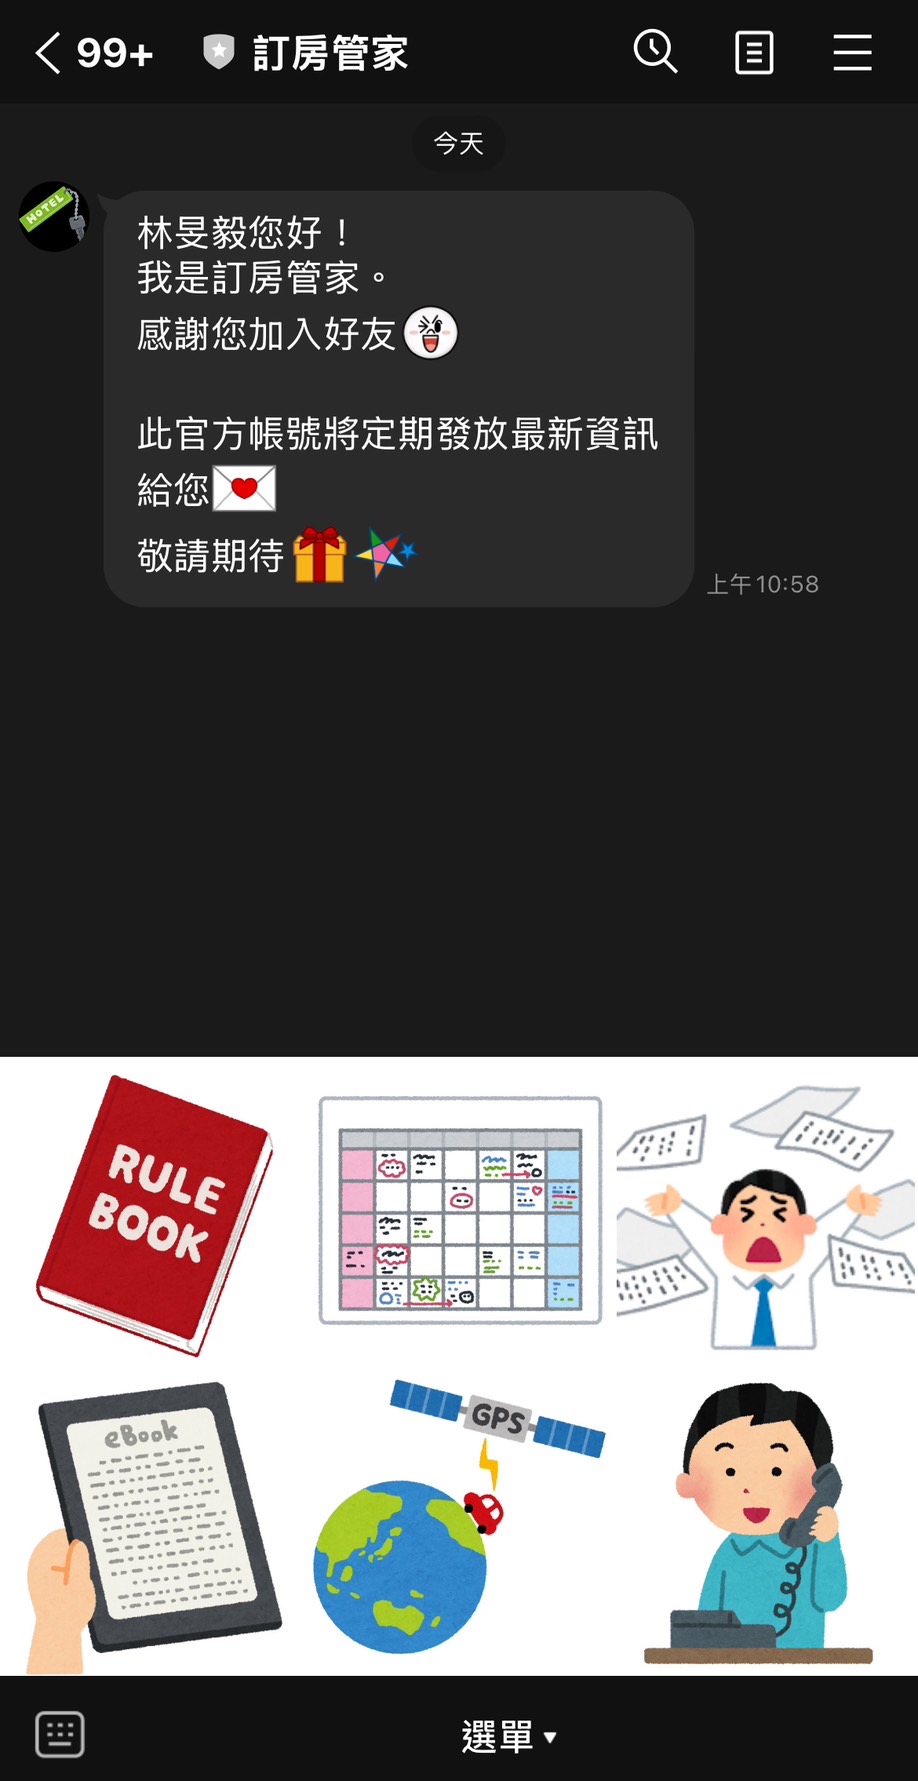 99+
訂房管家
今天
HOTEL
林旻毅您好！
我是訂房管家。
感謝您加入好友
此官方帳號將定期發放最新資訊
給您
敬請期待
上午10:58
RULE
BOOK
eBook
GPS
選單